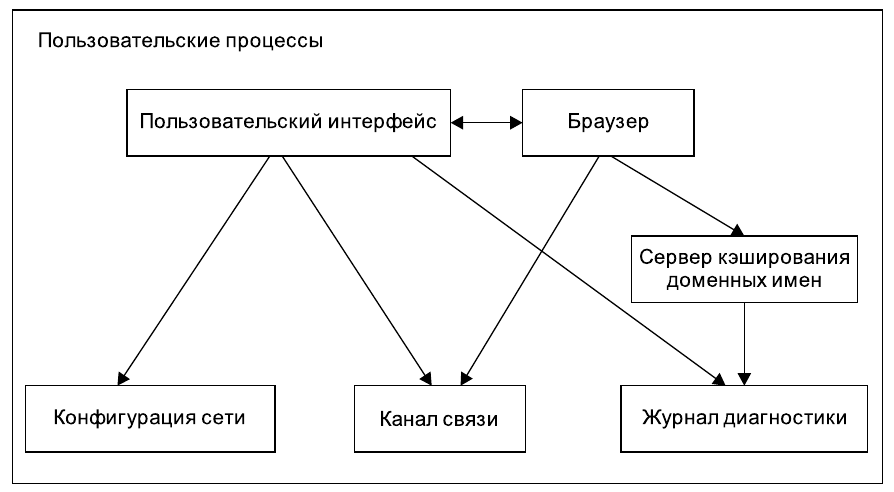 Пользовательские процессы
Пользовательский интерфейс
Браузер
Сервер кэширования
доменных имен
Конфигурация сети
Канал связи
Журнал диагностики